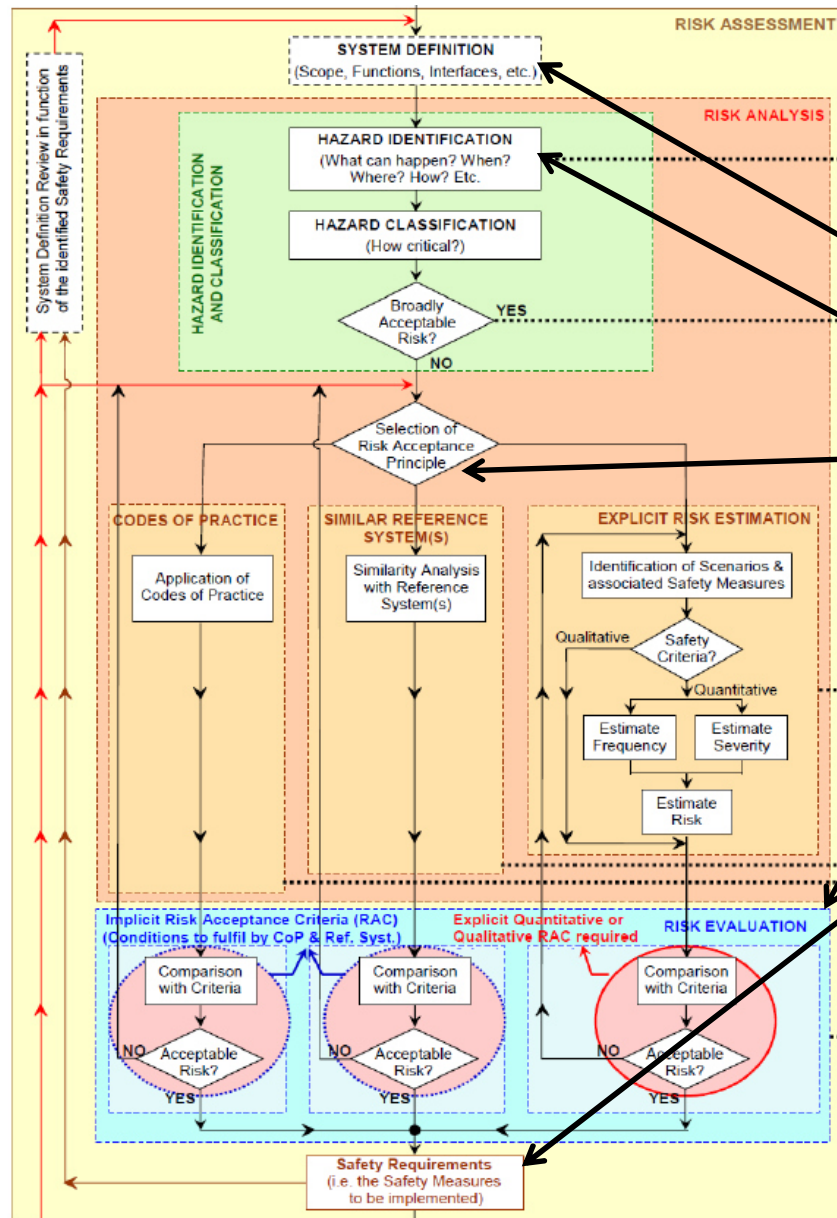 RISK ASSESSMENT
SYSTEM DEFINITION
(Scope, Functions, Interfaces, etc.)
System Definition Review in function
of the identified Safety Requirements
RISK ANALYSIS
HAZARD IDENTIFICATION
AND CLASSIFICATION
HAZARD IDENTIFICATION
(What can happen? When?
Where? How? Etc.
HAZARD CLASSIFICATION
(How critical?)
Broadly
Acceptable
Risk?
YES
NO
Selection of
Risk Acceptance
Principle
CODES OF PRACTICE
Application of
Codes of Practice
SIMILAR REFERENCE
SYSTEM(S)
Similarity Analysis
with Reference
System(s)
EXPLICIT RISK ESTIMATION
Identification of Scenarios &
associated Safety Measures
Qualitative
Safety
Criteria?
Quantitative
Estimate
Frequency
Estimate
Severity
Estimate
Risk
Implicit Risk Acceptance Criteria (RAC)
(Conditions to fulfil by CoP & Ref. Syst.)
Explicit Quantitative or
Qualitative RAC required
RISK EVALUATION
Comparison
with Criteria
NO
Acceptable
Risk?
YES
Comparison
with Criteria
NO
Acceptable
Risk?
YES
Comparison
with Criteria
NO
Acceptable
Risk?
YES
Safety Requirements
(i.e. the Safety Measures
to be implemented)